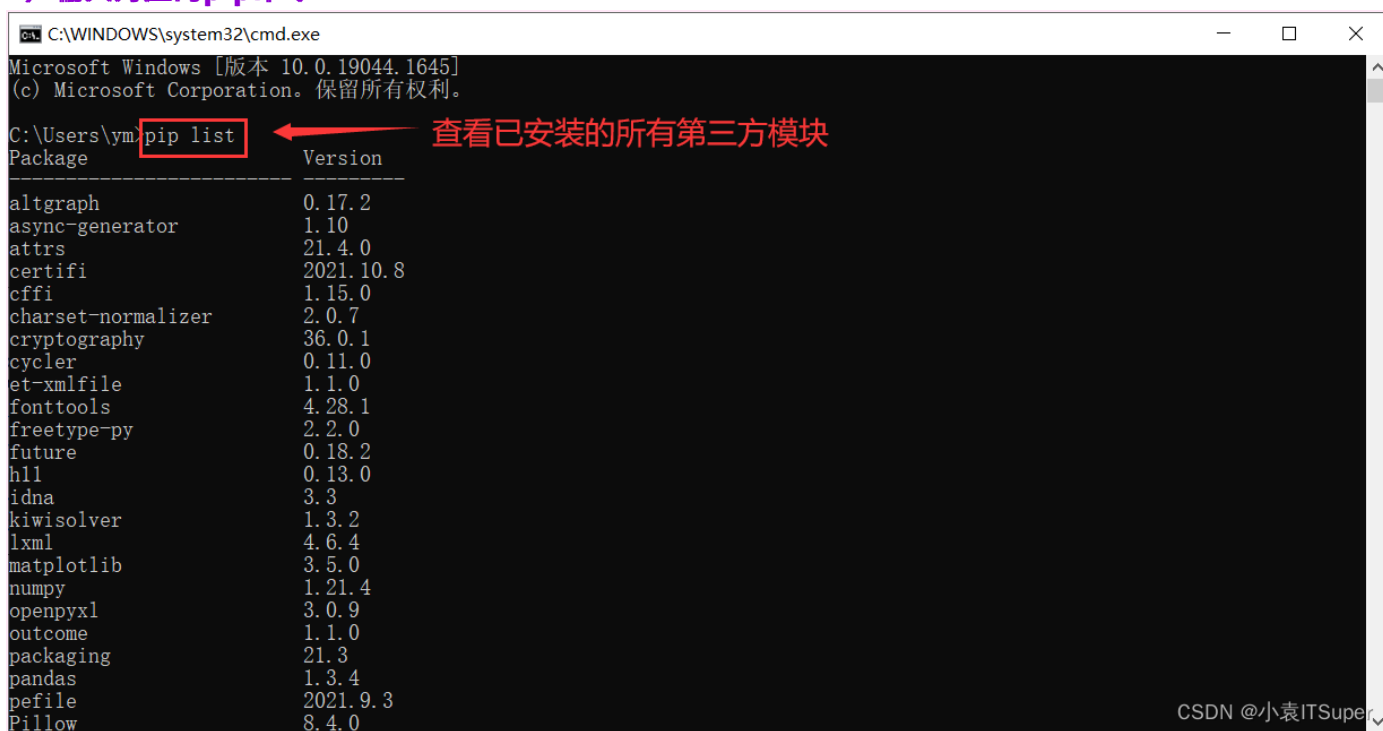 C:\WINDOWS\system32\cmd.exe
Microsoft Windows [版本 10.0.19044.1645]
(c) Microsoft Corporation。保留所有权利。
C:\Users\ym>pip list 查看已安装的所有第三方模块
Package Version
------------------------- ---------
altgraph 0.17.2
async-generator 1.10
attrs 21.4.0
certifi 2021.10.8
cffi 1.15.0
charset-normalizer 2.0.7
cryptography 36.0.1
cycler 0.11.0
et-xmlfile 1.1.0
fonttools 4.28.1
freetype-py 2.2.0
future 0.18.2
hll 0.13.0
idna 3.3
kiwisolver 1.3.2
lxml 4.6.4
matplotlib 3.5.0
numpy 1.21.4
openpyxl 3.0.9
outcome 1.1.0
packaging 21.3
pandas 1.3.4
pefile 2021.9.3
Pillow 8.4.0
CSDN @小袁ITSuper